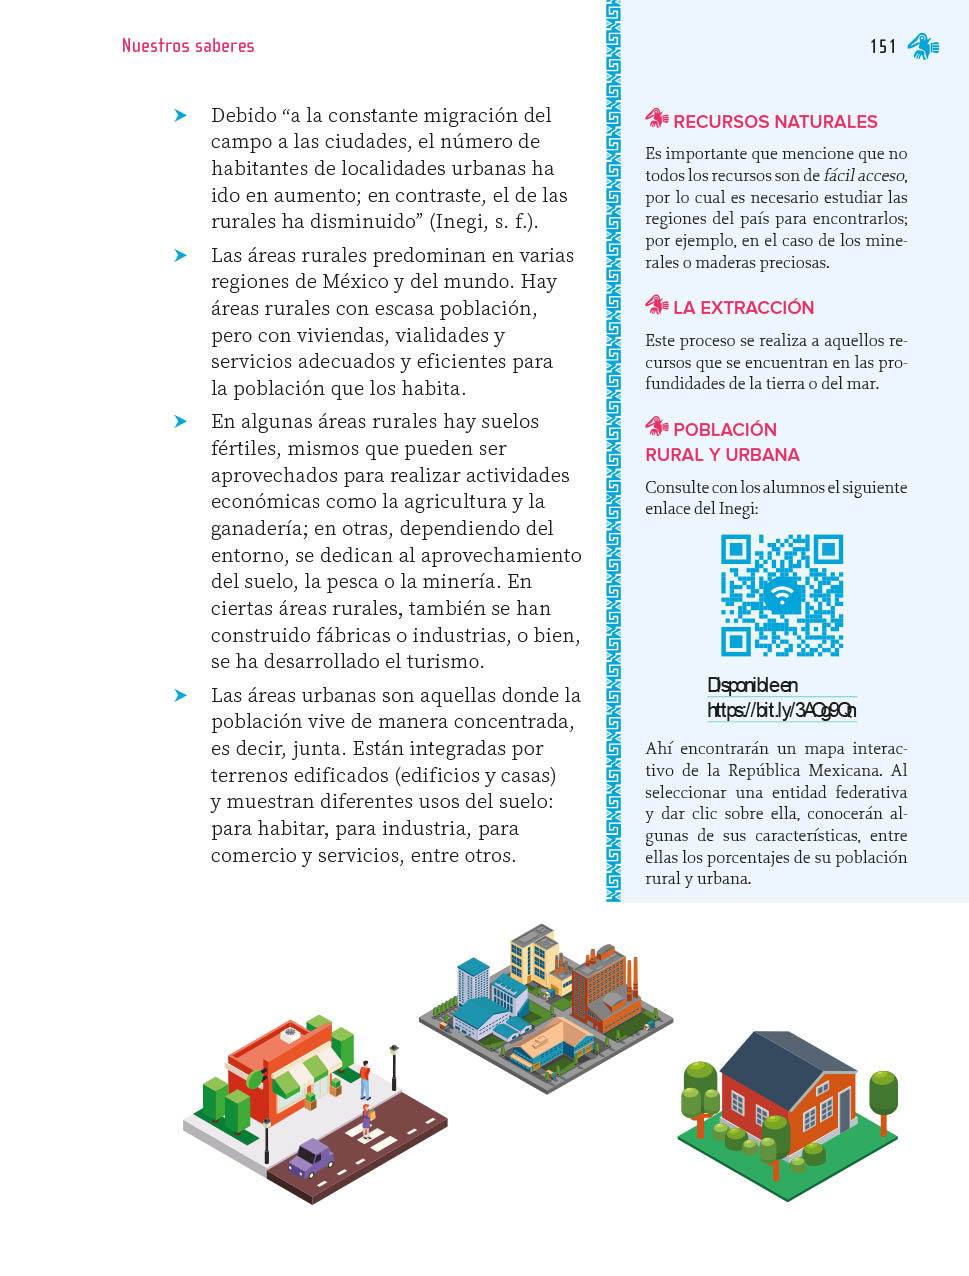 Nuestros saberes
151
Debido “a la constante migración del
campo a las ciudades, el número de
habitantes de localidades urbanas ha
ido en aumento; en contraste, el de las
rurales ha disminuido” (Inegi, s. f.).
Las áreas rurales predominan en varias
regiones de México y del mundo. Hay
áreas rurales con escasa población,
pero con viviendas, vialidades y
servicios adecuados y eficientes para
la población que los habita.
En algunas áreas rurales hay suelos
fértiles, mismos que pueden ser
aprovechados para realizar actividades
económicas como la agricultura y la
ganadería; en otras, dependiendo del
entorno, se dedican al aprovechamiento
del suelo, la pesca o la minería. En
ciertas áreas rurales, también se han
construido fábricas o industrias, o bien,
se ha desarrollado el turismo.
Las áreas urbanas son aquellas donde la
población vive de manera concentrada,
es decir, junta. Están integradas por
terrenos edificados (edificios y casas)
y muestran diferentes usos del suelo:
para habitar, para industria, para
comercio y servicios, entre otros.
RECURSOS NATURALES
Es importante que mencione que no
todos los recursos son de fácil acceso,
por lo cual es necesario estudiar las
regiones del país para encontrarlos;
por ejemplo, en el caso de los mine-
rales o maderas preciosas.
LA EXTRACCIÓN
Este proceso se realiza a aquellos re-
cursos que se encuentran en las pro-
fundidades de la tierra o del mar.
POBLACIÓN
RURAL Y URBANA
Consulte con los alumnos el siguiente
enlace del Inegi:
Disponible en
Ahí encontrarán un mapa interac-
tivo de la República Mexicana. Al
seleccionar una entidad federativa
y dar clic sobre ella, conocerán al-
gunas de sus características, entre
ellas los porcentajes de su población
rural y urbana.